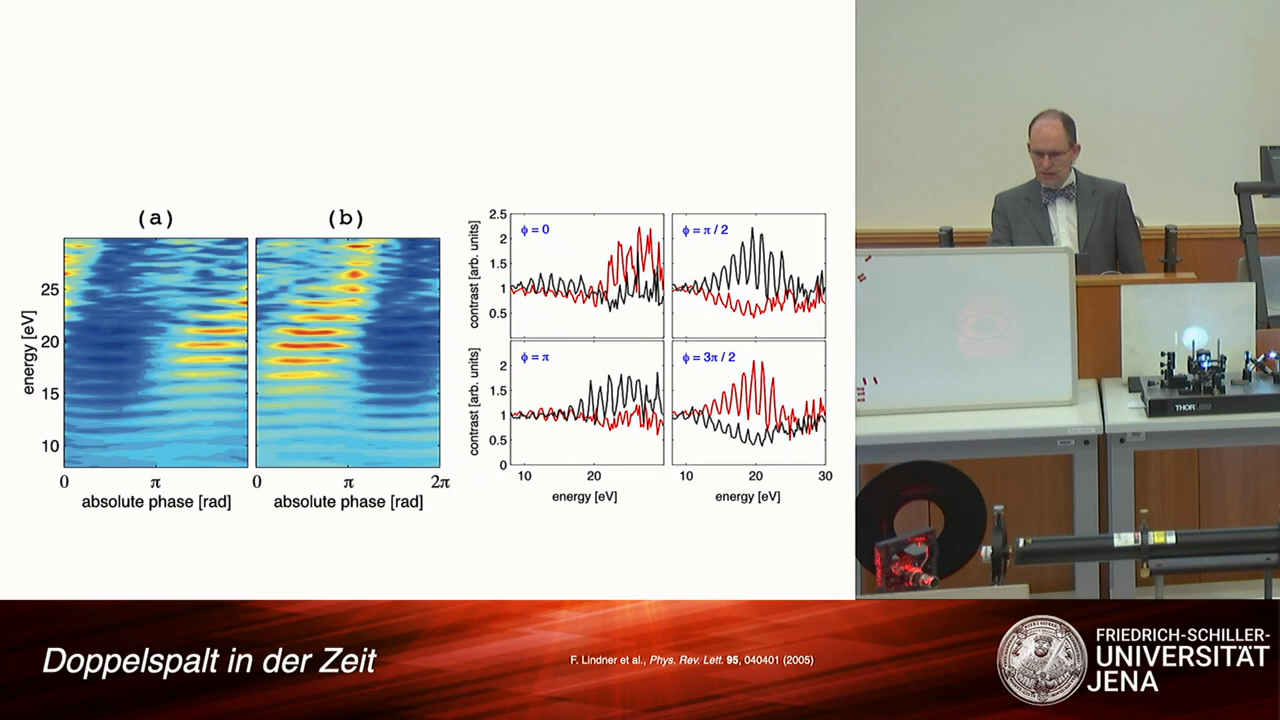 (a)
(b)
energy [eV]
25
20
15
10
0
π
0
π
2π
absolute phase [rad]
absolute phase [rad]
contrast [arb. units]
2.5
2
1.5
1
0.5
ϕ = 0
ϕ = π / 2
contrast [arb. units]
2
1.5
1
0.5
0
ϕ = π
ϕ = 3π / 2
10
20
10
20
30
energy [eV]
energy [eV]
THORLABS
Doppelspalt in der Zeit
F. Lindner et al., Phys. Rev. Lett. 95, 040401 (2005)
FRIEDRICH-SCHILLER-
UNIVERSITÄT
JENA